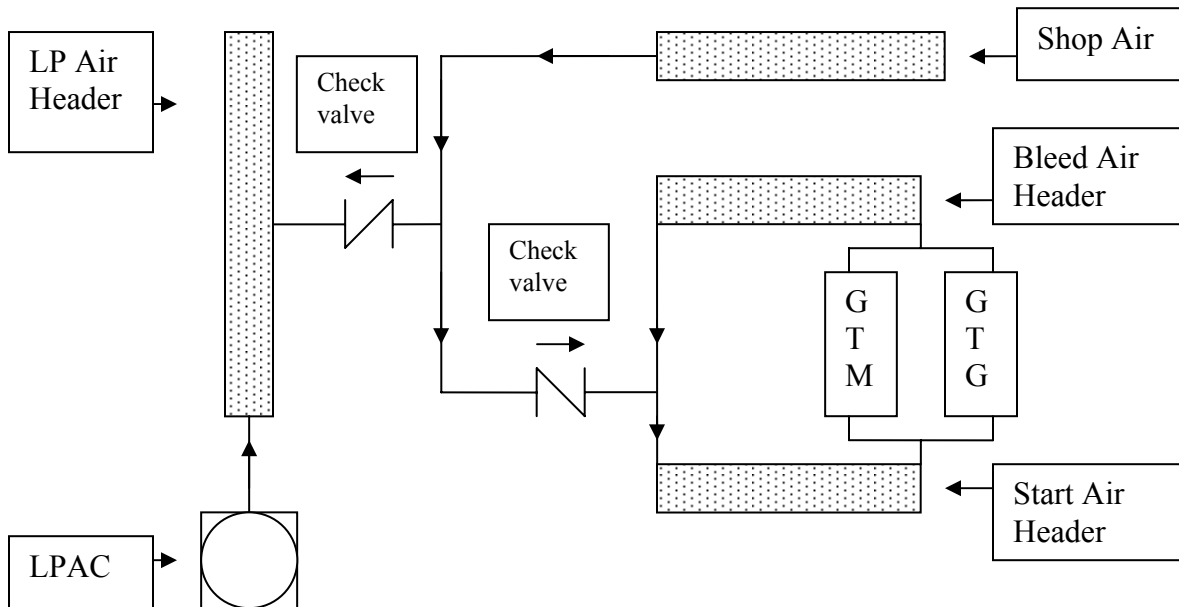 LP Air
Header
Check
valve
Shop Air
Bleed Air
Header
Check
valve
G
T
M
G
T
G
Start Air
Header
LPAC